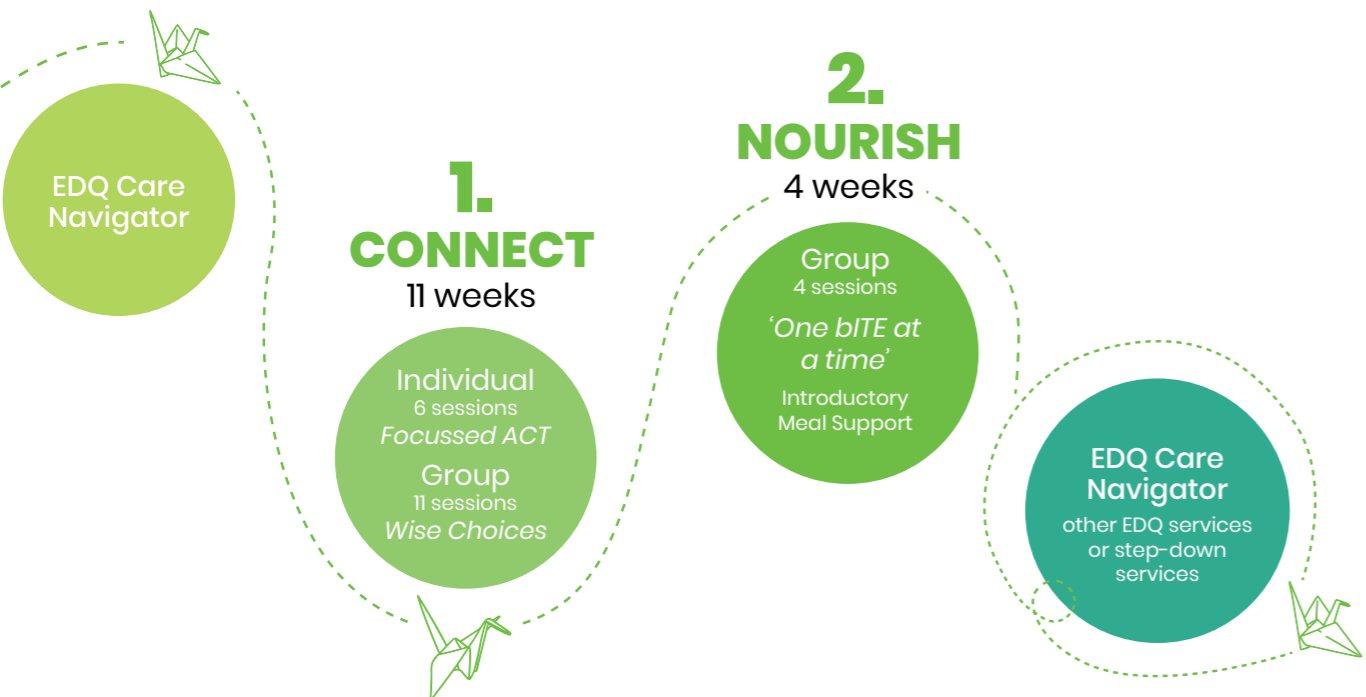 EDQ Care
Navigator
1.
CONNECT
11 weeks
Individual
6 sessions
Focussed ACT
Group
11 sessions
Wise Choices
2.
NOURISH
4 weeks
Group
4 sessions
‘One bITE at
a time’
Introductory
Meal Support
EDQ Care
Navigator
other EDQ services
or step-down
services